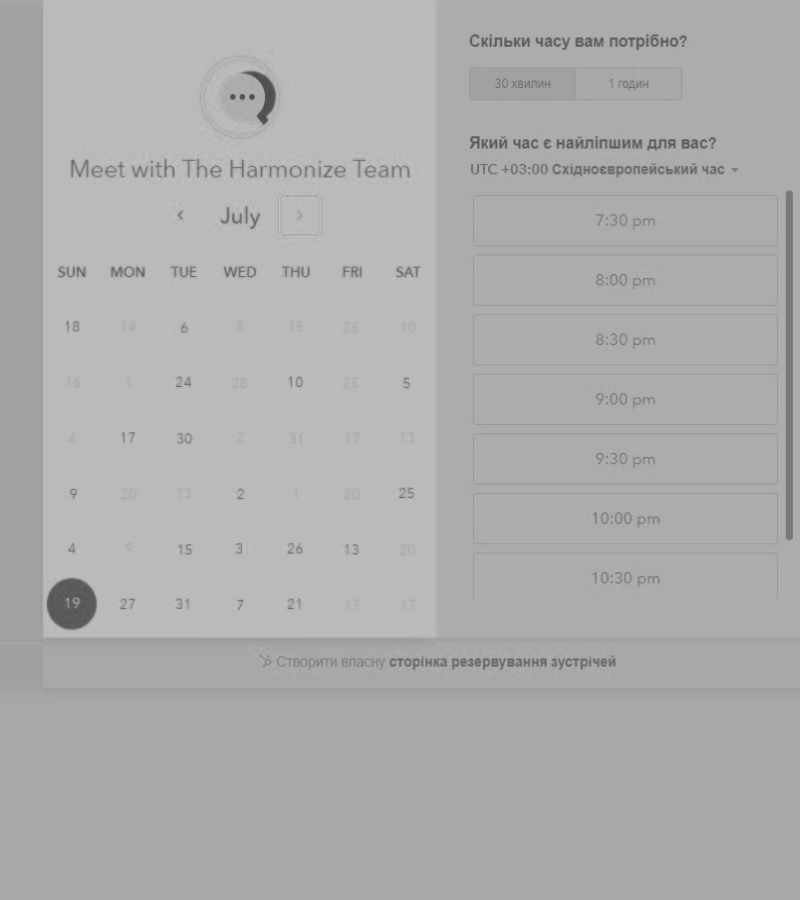 Meet with The Harmonize Team
July
SUN MON TUE WED THU FRI SAT
18 14 6 8 15 25 10
16 1 24 28 10 25 5
4 17 30 2 31 17 13
9 20 13 2 1 20 25
4 9 15 3 26 13 20
19 27 31 7 21 17 17
Скільки часу вам потрібно?
30 хвилин 1 годин
Який час є найліпшим для вас?
UTC +03:00 Східноєвропейський час
7:30 pm
8:00 pm
8:30 pm
9:00 pm
9:30 pm
10:00 pm
10:30 pm
Створити власну сторінка резервування зустрічей